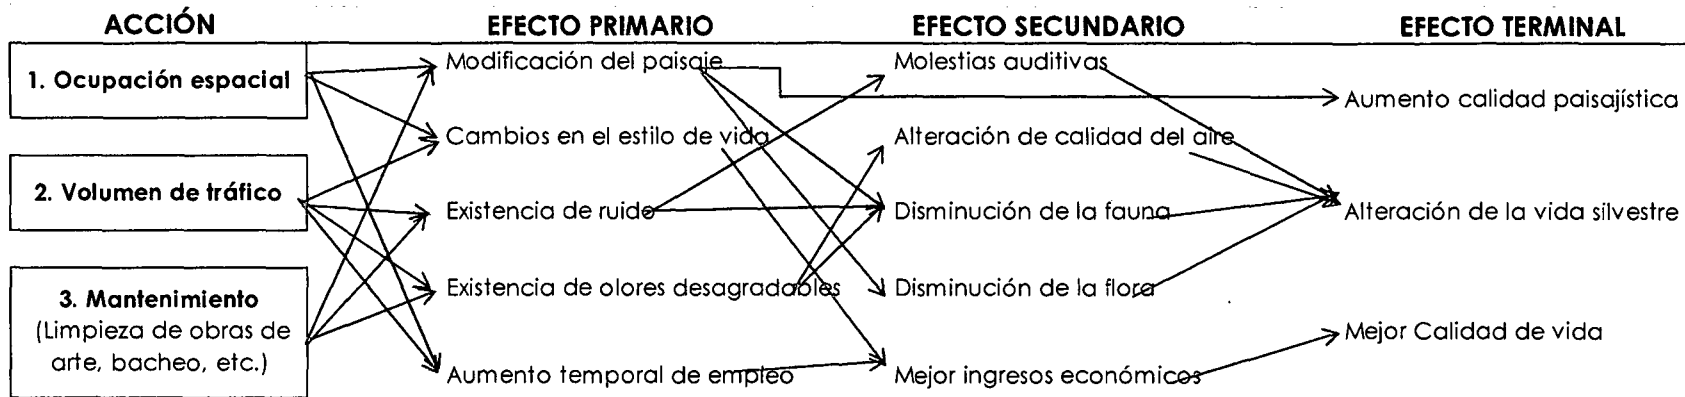 ACCIÓN EFECTO PRIMARIO EFECTO SECUNDARIO EFECTO TERMINAL
1. Ocupación espacial
2. Volumen de tráfico
3. Mantenimiento
(Limpieza de obras de
arte, bacheo, etc.)
Modificación del paisaje
Cambios en el estilo de vida
Existencia de ruido
Existencia de olores desagradables
Aumento temporal de empleo
Molestias auditivas
Alteración de calidad del aire
Disminución de la fauna
Disminución de la flora
Mejor ingresos económicos
Aumento calidad paisajística
Alteración de la vida silvestre
Mejor Calidad de vida